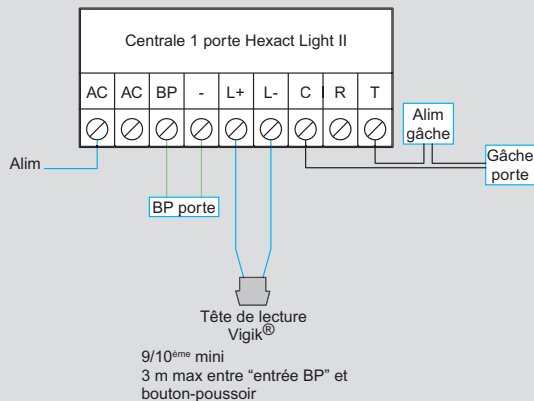 Centrale 1 porte Hexact Light II
AC AC BP - L+ L- C R T
Alim
Alim
gâche
Gâche
porte
BP porte
Tête de lecture
Vigik®
9/10ème mini
3 m max entre “entrée BP” et
bouton-poussoir